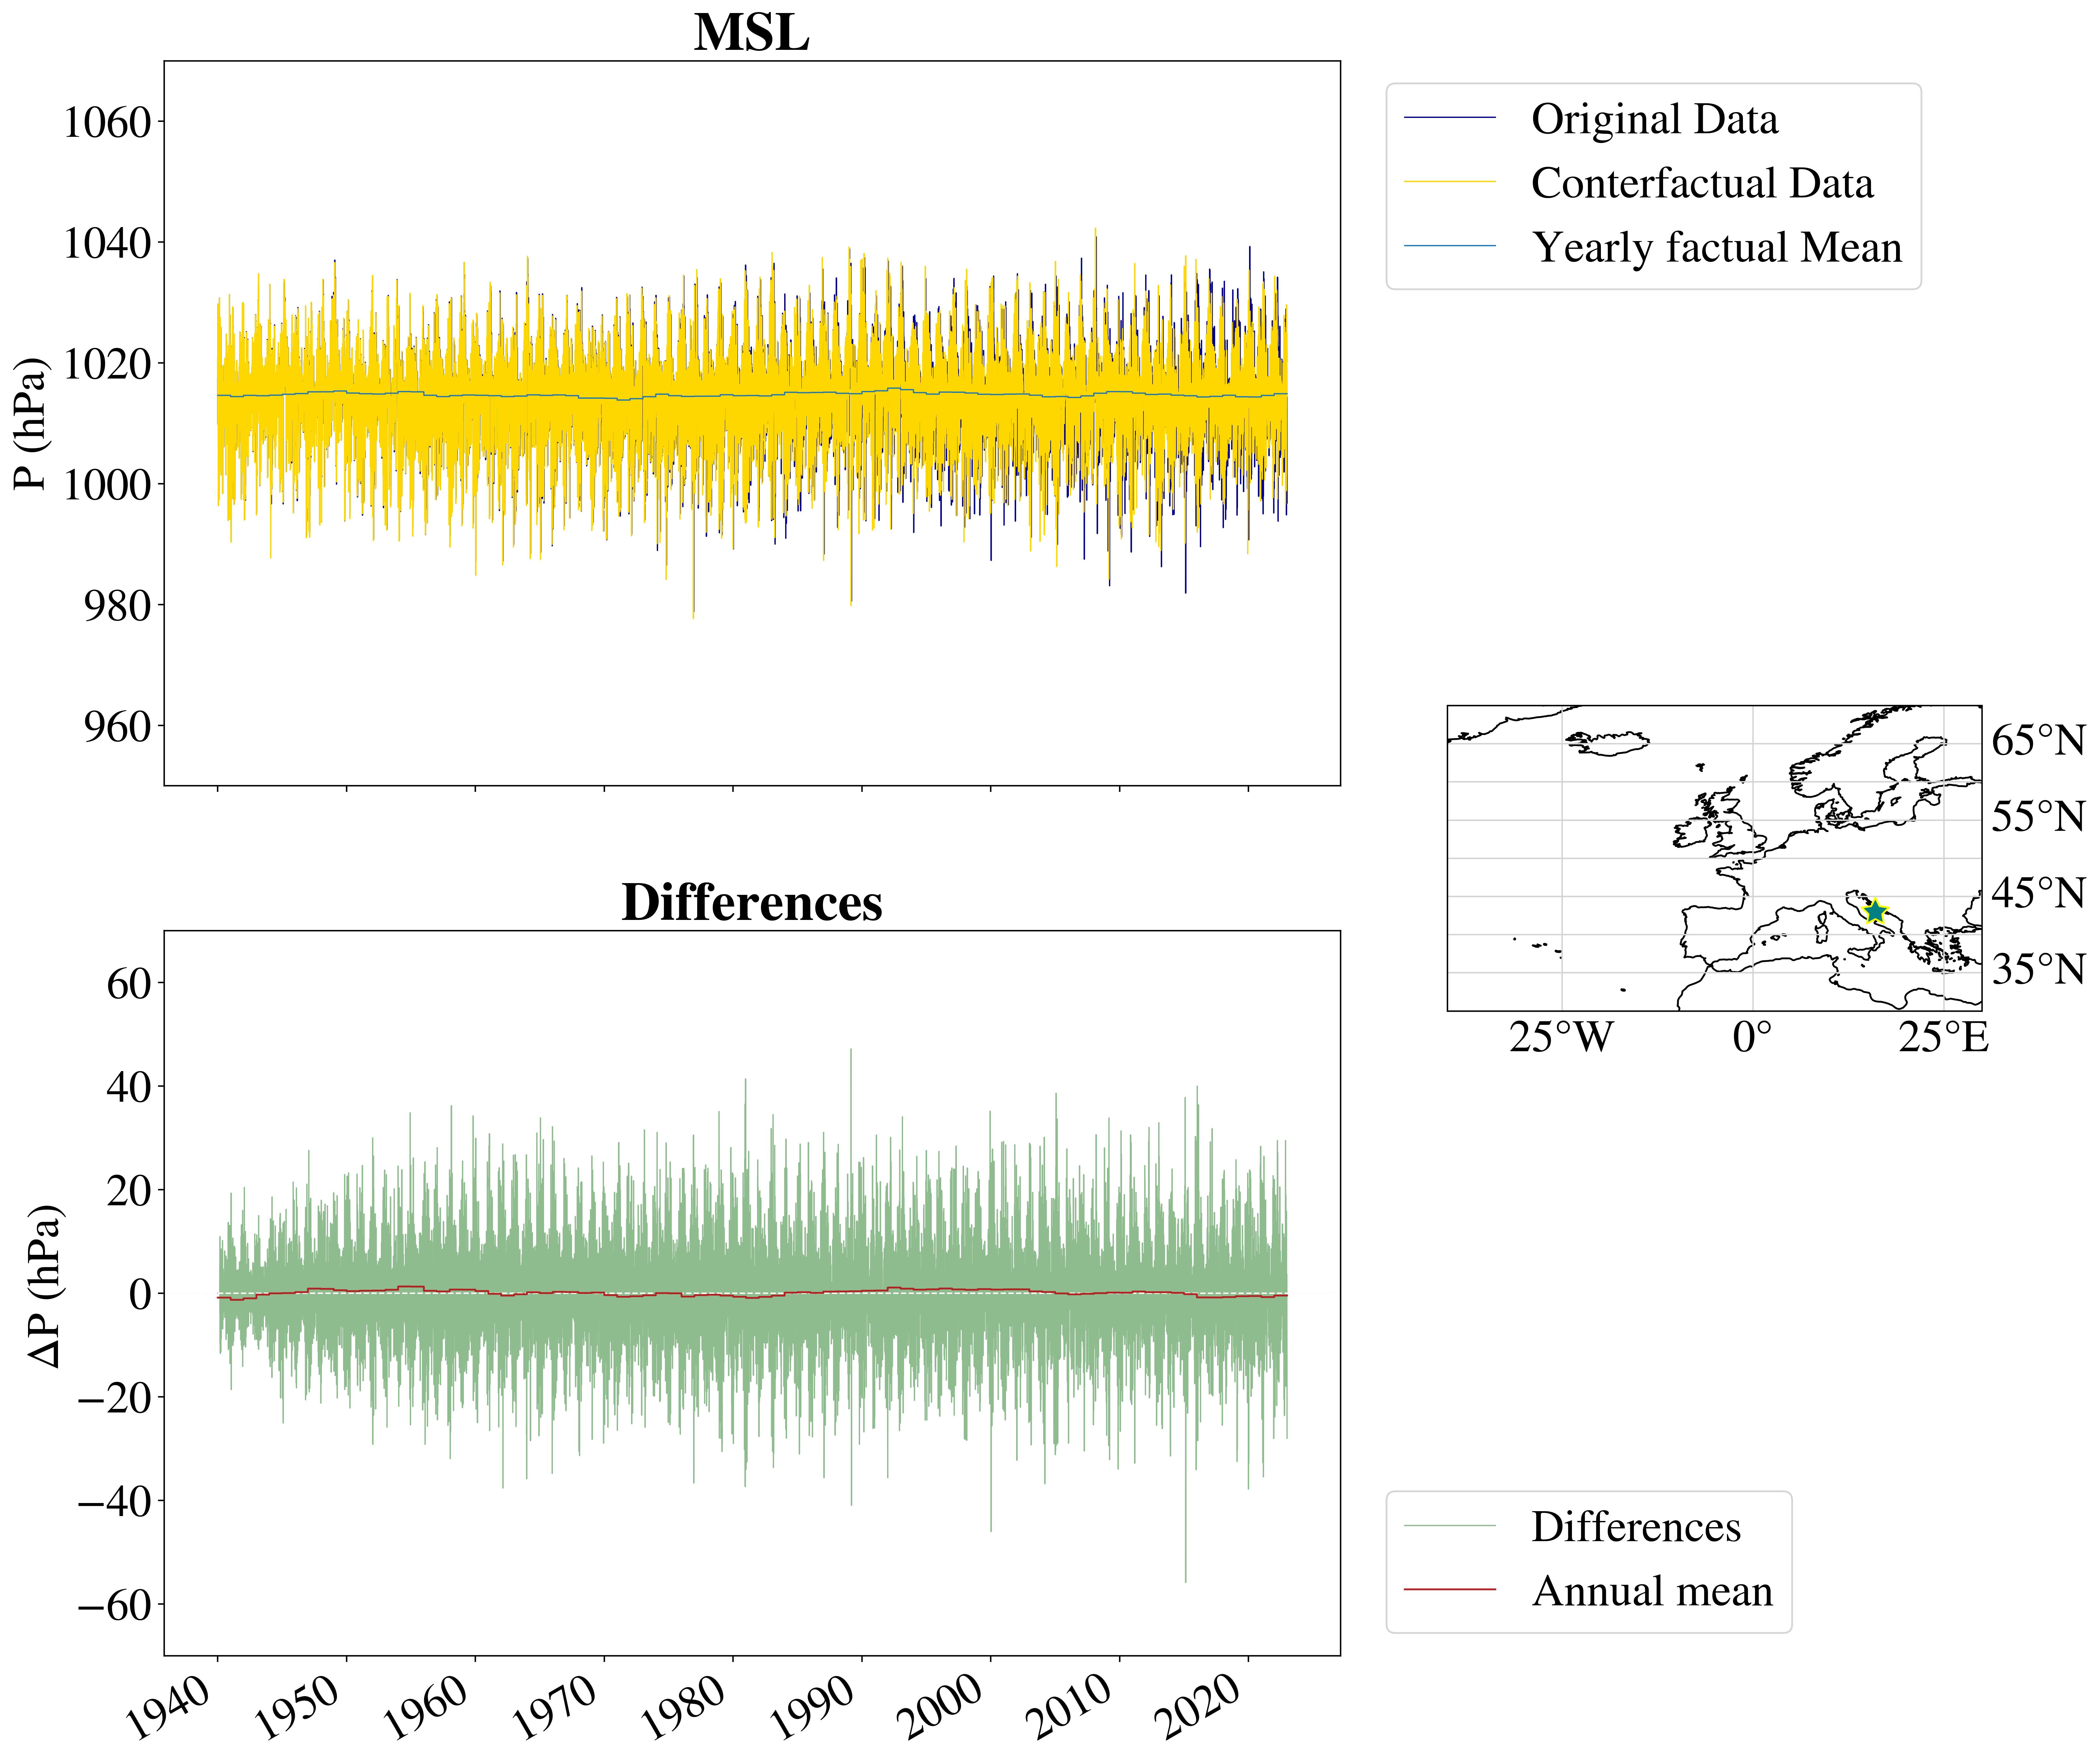 MSL
P (hPa)
1060
1040
1020
1000
980
960
Original Data
Conterfactual Data
Yearly factual Mean
65°N
55°N
45°N
35°N
25°W 0° 25°E
Differences
ΔP (hPa)
60
40
20
0
−20
−40
−60
1940 1950 1960 1970 1980 1990 2000 2010 2020
Differences
Annual mean